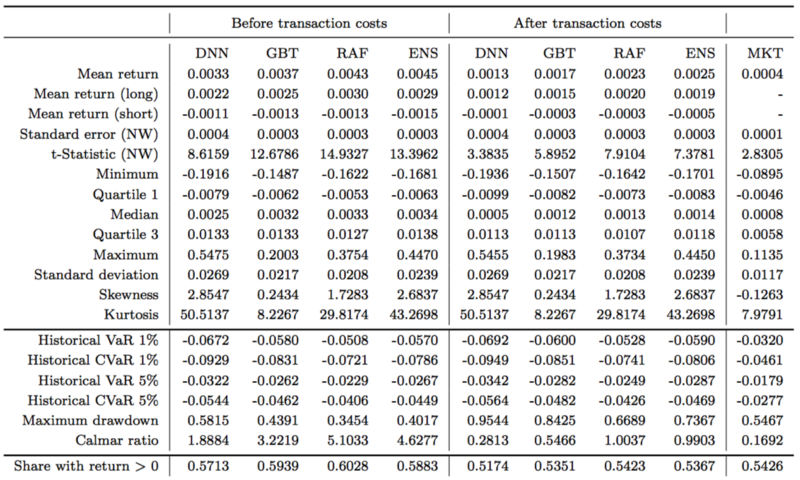 Before transaction costs After transaction costs
DNN GBT RAF ENS DNN GBT RAF ENS MKT
Mean return 0.0033 0.0037 0.0043 0.0045 0.0013 0.0017 0.0023 0.0025 0.0004
Mean return (long) 0.0022 0.0025 0.0030 0.0029 0.0012 0.0015 0.0020 0.0019 -
Mean return (short) -0.0011 -0.0013 -0.0013 -0.0015 -0.0001 -0.0003 -0.0003 -0.0005 -
Standard error (NW) 0.0004 0.0003 0.0003 0.0003 0.0004 0.0003 0.0003 0.0003 0.0001
t-Statistic (NW) 8.6159 12.6786 14.9327 13.3962 3.3835 5.8952 7.9104 7.3781 2.8305
Minimum -0.1916 -0.1487 -0.1622 -0.1681 -0.1936 -0.1507 -0.1642 -0.1701 -0.0895
Quartile 1 -0.0079 -0.0062 -0.0053 -0.0063 -0.0099 -0.0082 -0.0073 -0.0083 -0.0046
Median 0.0025 0.0032 0.0033 0.0034 0.0005 0.0012 0.0013 0.0014 0.0008
Quartile 3 0.0133 0.0133 0.0127 0.0138 0.0113 0.0113 0.0107 0.0118 0.0058
Maximum 0.5475 0.2003 0.3754 0.4470 0.5455 0.1983 0.3734 0.4450 0.1135
Standard deviation 0.0269 0.0217 0.0208 0.0239 0.0269 0.0217 0.0208 0.0239 0.0117
Skewness 2.8547 0.2434 1.7283 2.6837 2.8547 0.2434 1.7283 2.6837 -0.1263
Kurtosis 50.5137 8.2267 29.8174 43.2698 50.5137 8.2267 29.8174 43.2698 7.9791
Historical VaR 1% -0.0672 -0.0580 -0.0508 -0.0570 -0.0692 -0.0600 -0.0528 -0.0590 -0.0320
Historical CVaR 1% -0.0929 -0.0831 -0.0721 -0.0786 -0.0949 -0.0851 -0.0741 -0.0806 -0.0461
Historical VaR 5% -0.0322 -0.0262 -0.0229 -0.0267 -0.0342 -0.0282 -0.0249 -0.0287 -0.0179
Historical CVaR 5% -0.0544 -0.0462 -0.0406 -0.0449 -0.0564 -0.0482 -0.0426 -0.0469 -0.0277
Maximum drawdown 0.5815 0.4391 0.3454 0.4017 0.9544 0.8425 0.6689 0.7367 0.5467
Calmar ratio 1.8884 3.2219 5.1033 4.6277 0.2813 0.5466 1.0037 0.9903 0.1692
Share with return > 0 0.5713 0.5939 0.6028 0.5883 0.5174 0.5351 0.5423 0.5367 0.5426